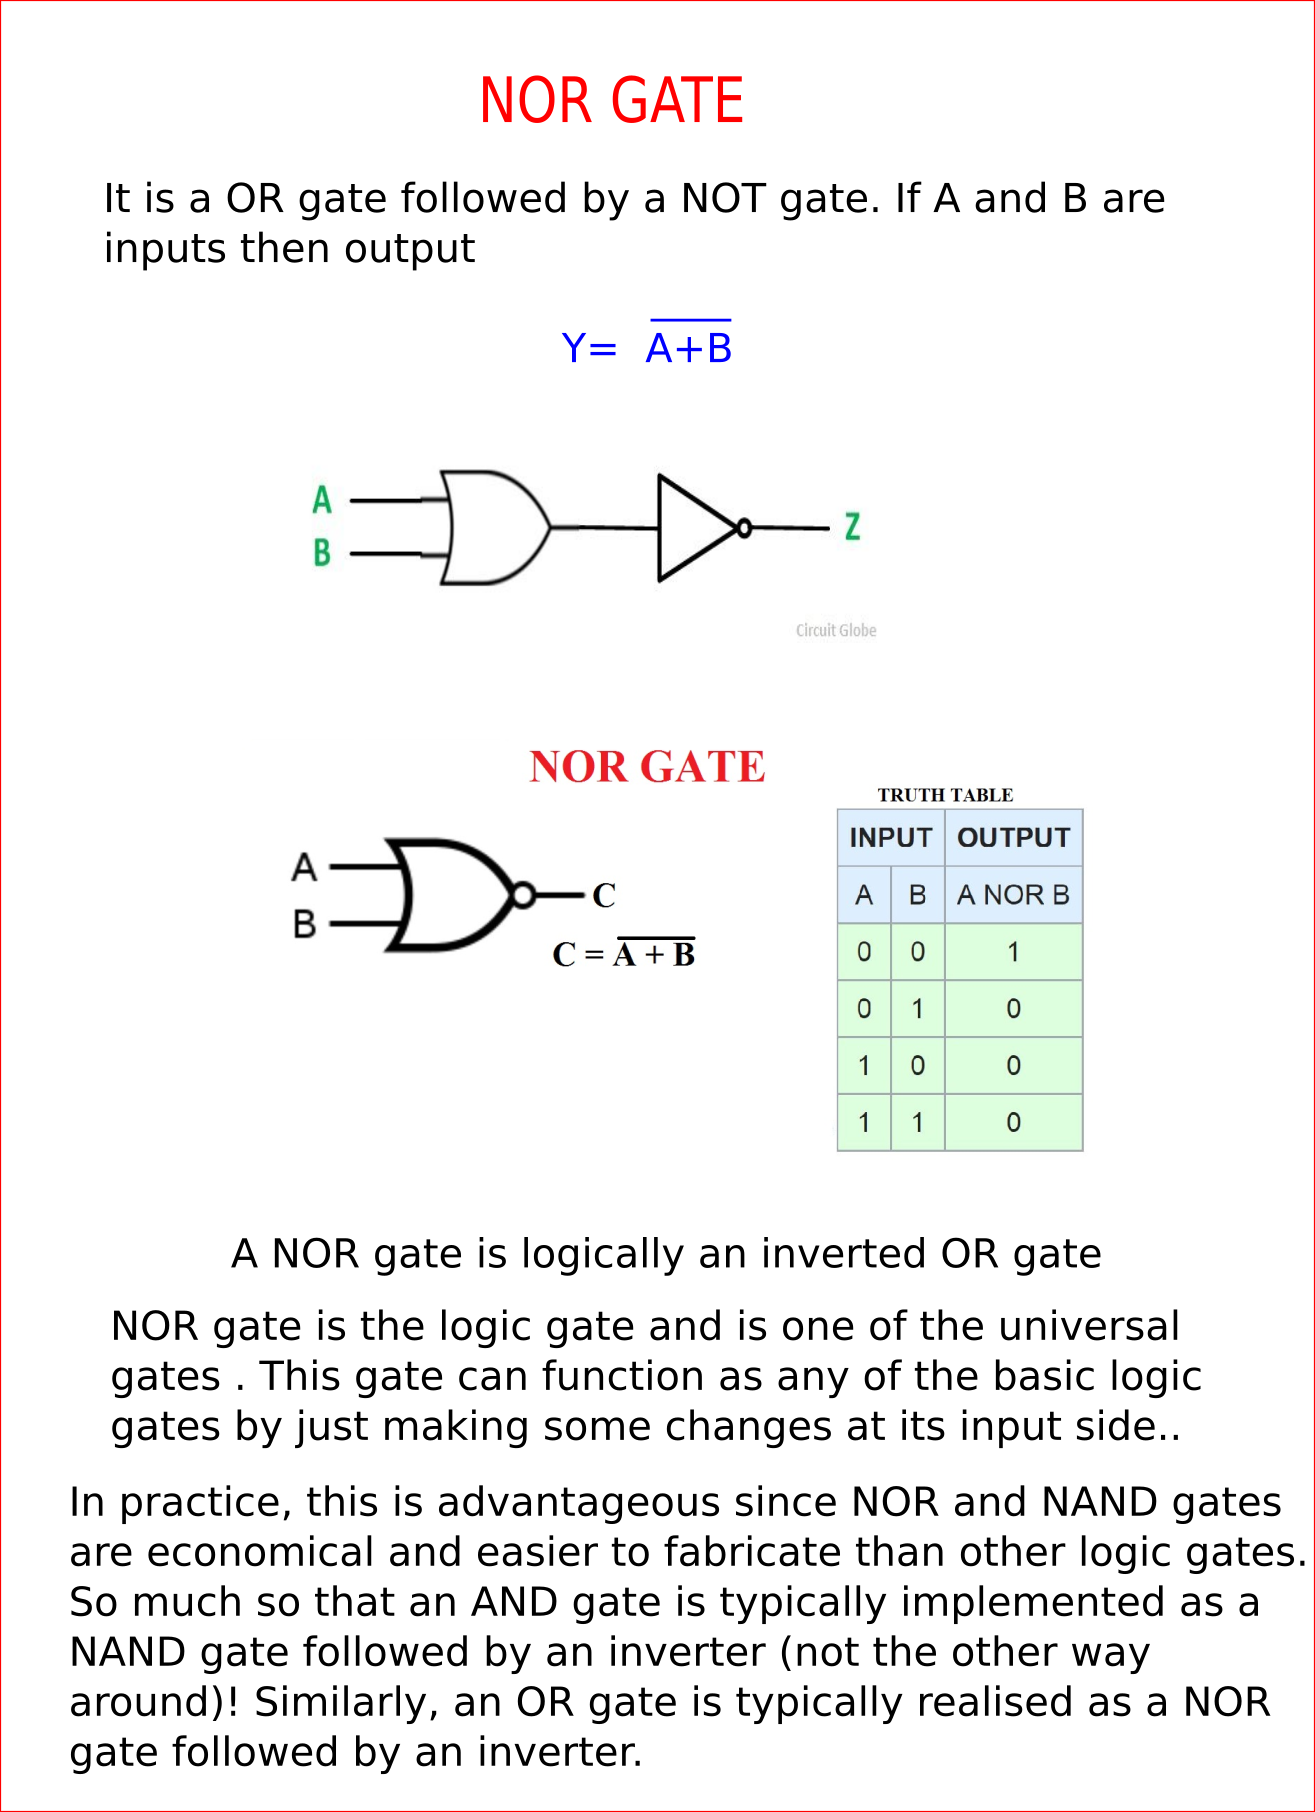 NOR GATE
It is a OR gate followed by a NOT gate. If A and B are
inputs then output
Y= A̅+̅B̅
A
B
Z
Circuit Globe
NOR GATE
A
B
C
C = A̅ ̅+̅ ̅B̅
TRUTH TABLE
INPUT OUTPUT
A B A NOR B
0 0 1
0 1 0
1 0 0
1 1 0
A NOR gate is logically an inverted OR gate
NOR gate is the logic gate and is one of the universal
gates . This gate can function as any of the basic logic
gates by just making some changes at its input side..
In practice, this is advantageous since NOR and NAND gates
are economical and easier to fabricate than other logic gates.
So much so that an AND gate is typically implemented as a
NAND gate followed by an inverter (not the other way
around)! Similarly, an OR gate is typically realised as a NOR
gate followed by an inverter.